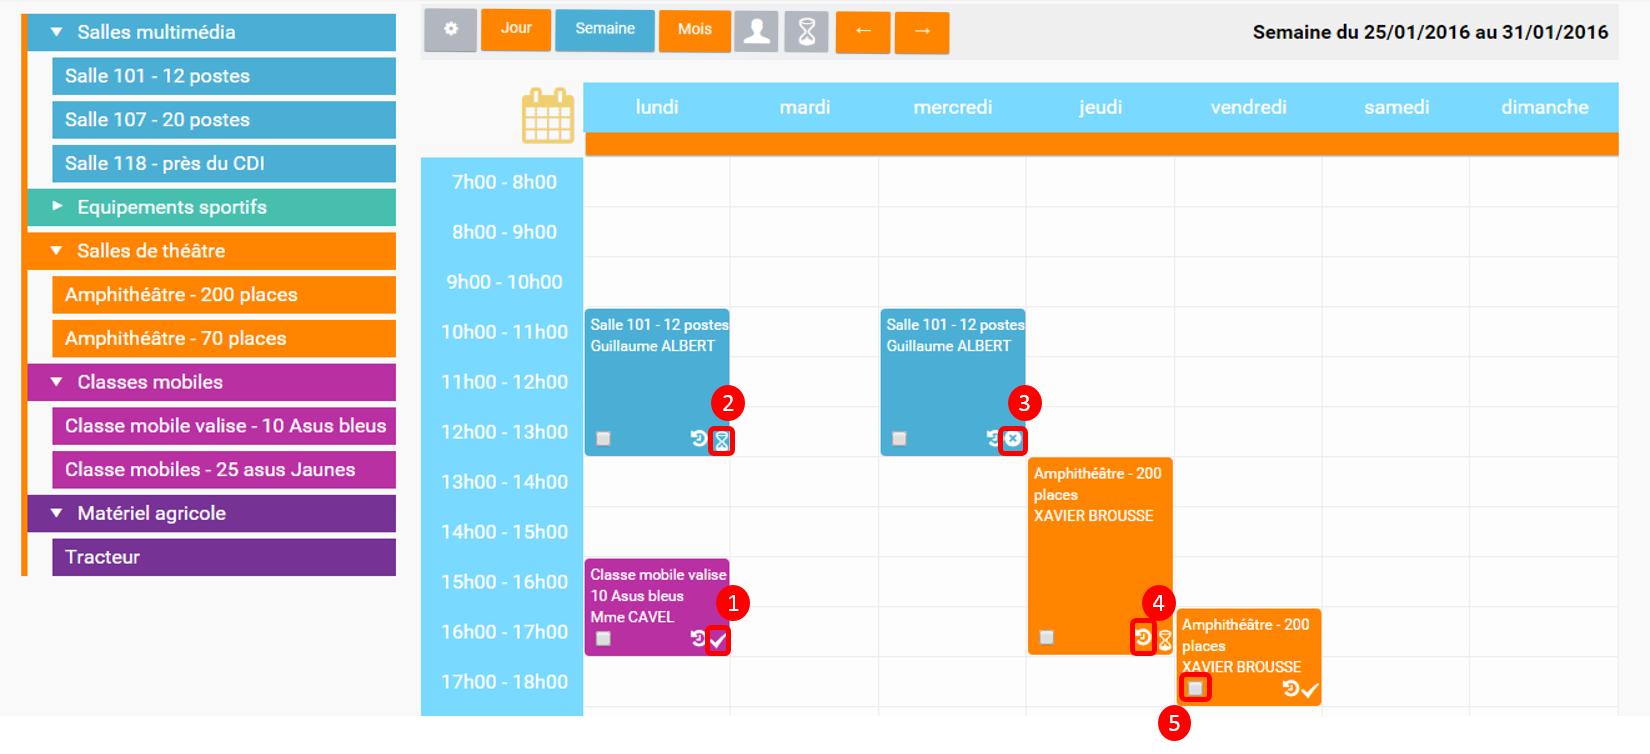 Salles multimédia
Salle 101 - 12 postes
Salle 107 - 20 postes
Salle 118 - près du CDI
Equipements sportifs
Salles de théâtre
Amphithéâtre - 200 places
Amphithéâtre - 70 places
Classes mobiles
Classe mobile valise - 10 Asus bleus
Classe mobiles - 25 asus Jaunes
Matériel agricole
Tracteur
Jour Semaine Mois ← → Semaine du 25/01/2016 au 31/01/2016
lundi mardi mercredi jeudi vendredi samedi dimanche
7h00 - 8h00
8h00 - 9h00
9h00 - 10h00
10h00 - 11h00
11h00 - 12h00
12h00 - 13h00
13h00 - 14h00
14h00 - 15h00
15h00 - 16h00
16h00 - 17h00
17h00 - 18h00
Salle 101 - 12 postes
Guillaume ALBERT
2
Classe mobile valise
10 Asus bleus
Mme CAVEL
1
Salle 101 - 12 postes
Guillaume ALBERT
3
Amphithéâtre - 200
places
XAVIER BROUSSE
4
Amphithéâtre - 200
places
XAVIER BROUSSE
5